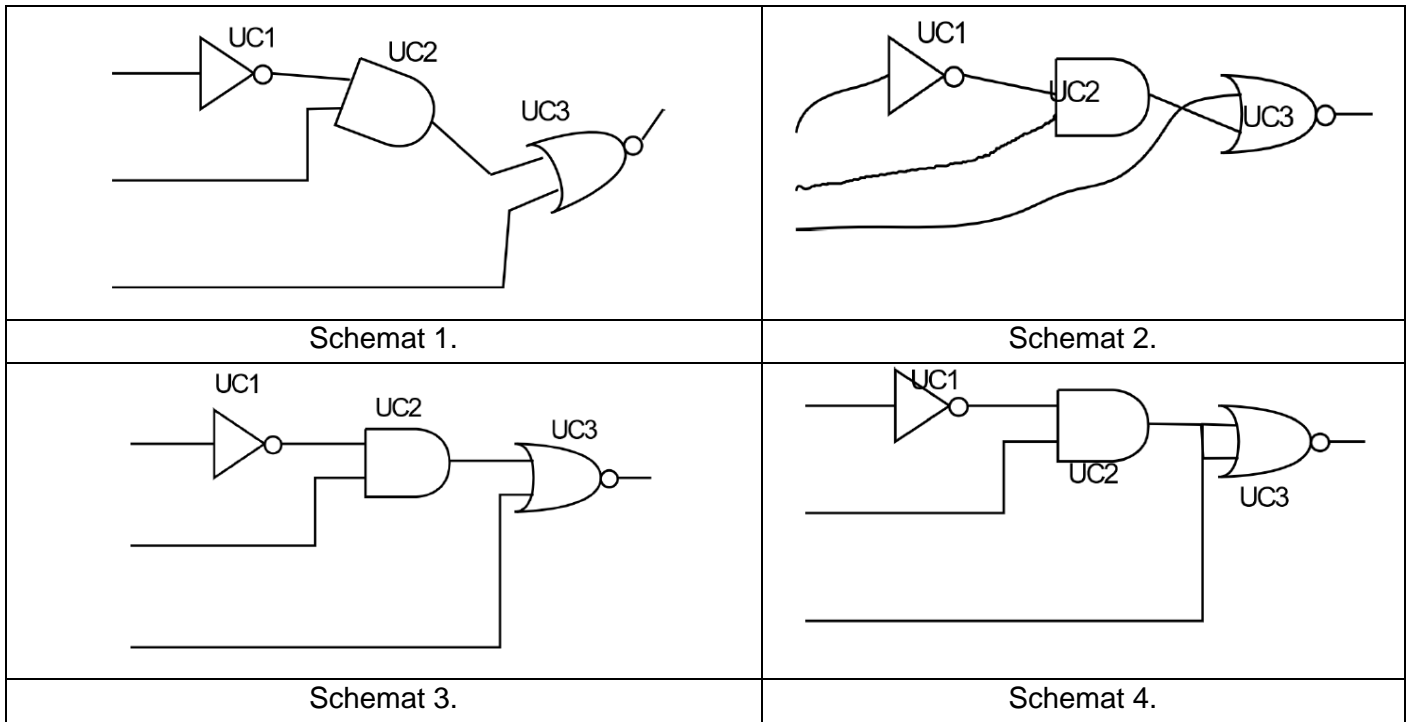 UC1
UC2
UC3
UC1
UC2
UC3
Schemat 1.
Schemat 2.
UC1
UC2
UC3
UC1
UC2
UC3
Schemat 3.
Schemat 4.